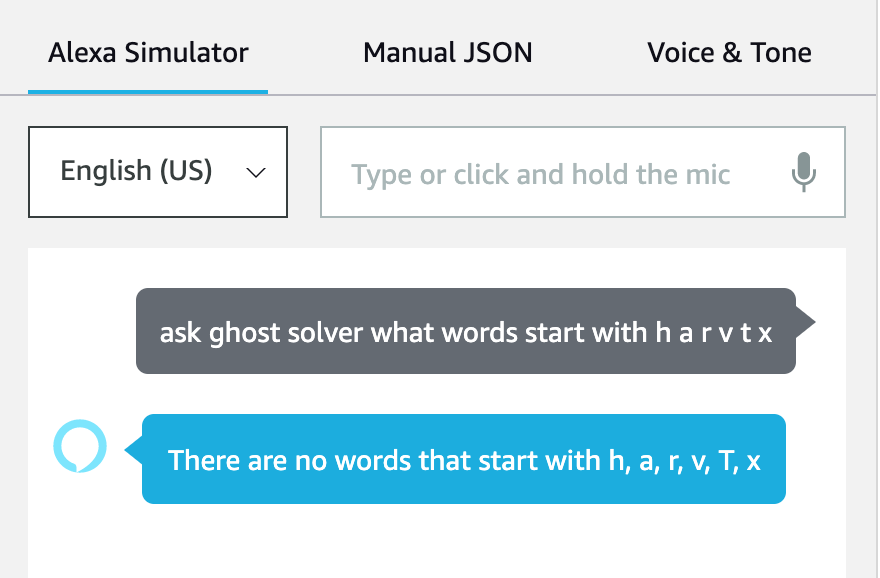 Alexa Simulator Manual JSON Voice & Tone
English (US) Type or click and hold the mic
ask ghost solver what words start with h a r v t x
There are no words that start with h, a, r, v, T, x